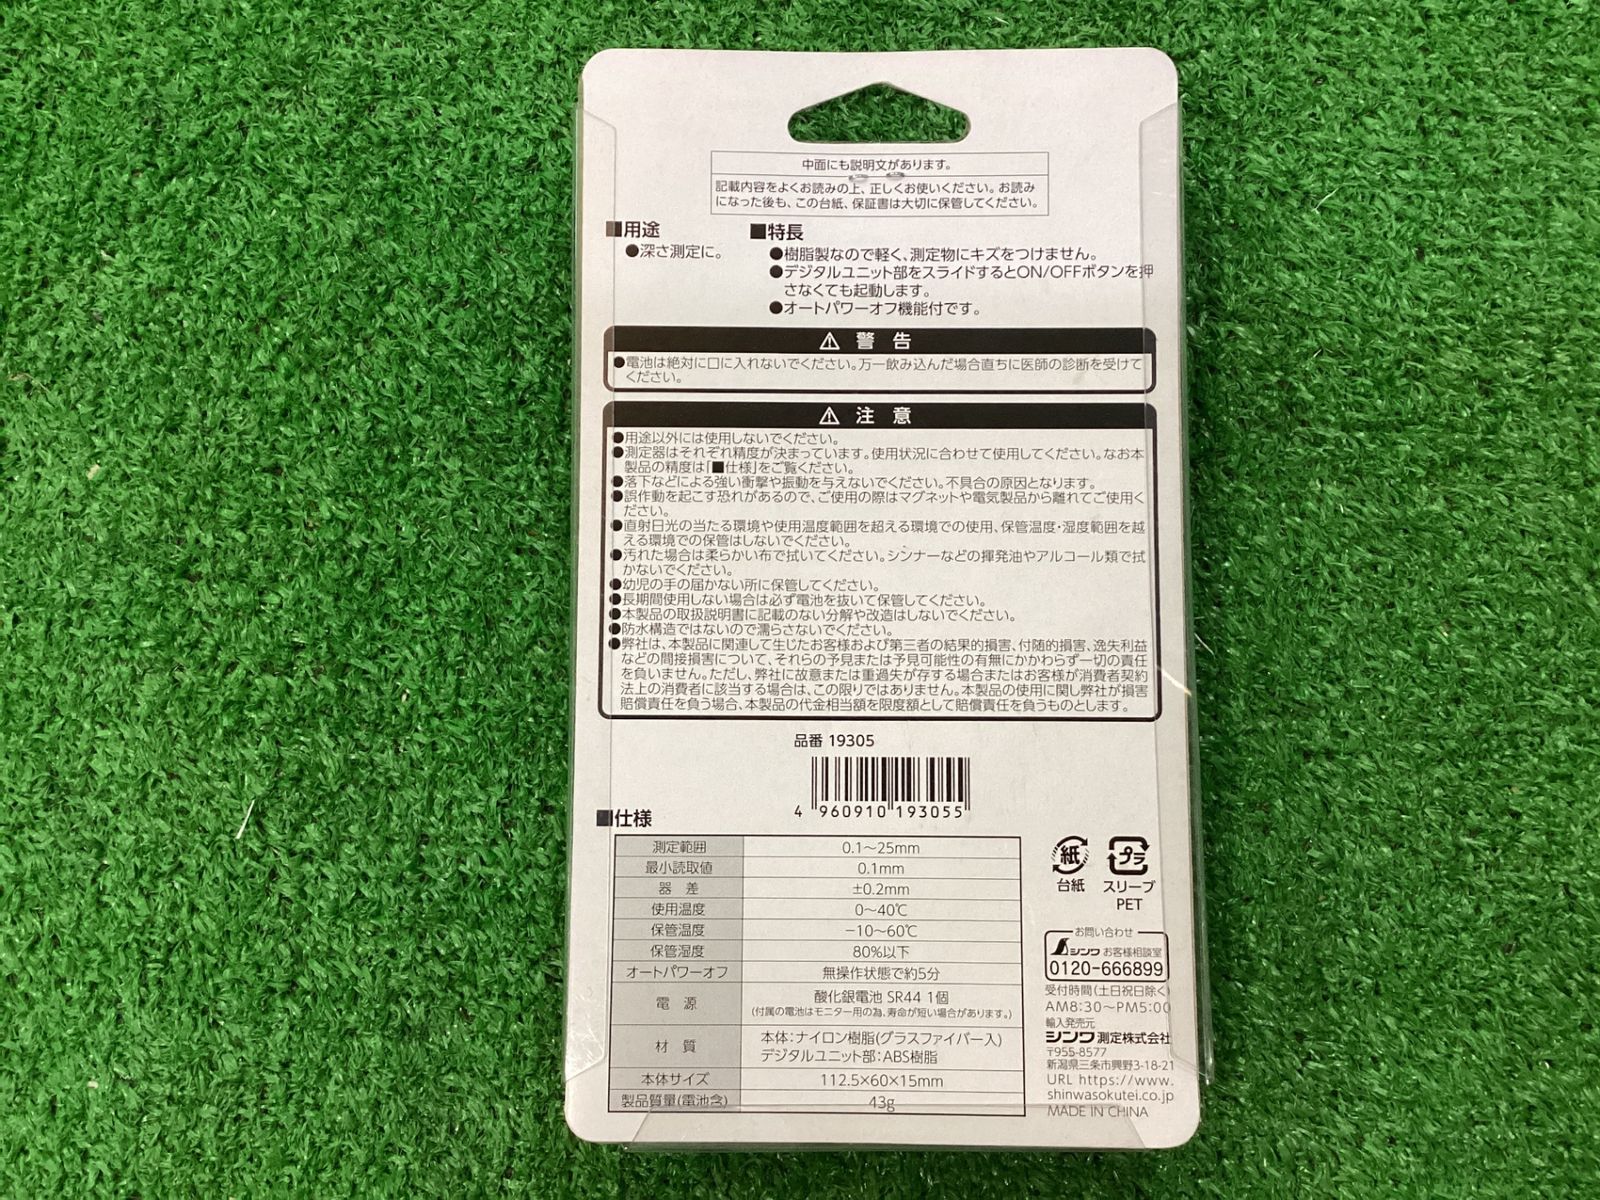 中面にも説明文があります。
記載内容をよくお読みの上、正しくお使いください。お読み
になった後も、この台紙、保証書は大切に保管してください。
■用途
●深さ測定に。
■特長
●樹脂製なので軽く、測定物にキズをつけません。
●デジタルユニット部をスライドするとON/OFFボタンを押
さなくても起動します。
●オートパワーオフ機能付です。
⚠ 警 告
●電池は絶対に口に入れないでください。万一飲み込んだ場合直ちに医師の診断を受けて
ください。
⚠ 注 意
●用途以外には使用しないでください。
●測定器はそれぞれ精度が決まっています。使用状況に合わせて使用してください。なお本
製品の精度は「■仕様」をご覧ください。
●落下などによる強い衝撃や振動を与えないでください。不具合の原因となります。
●誤作動を起こす恐れがあるので、ご使用の際はマグネットや電気製品から離れてご使用く
ださい。
●直射日光の当たる環境や使用温度範囲を超える環境での使用、保管温度・湿度範囲を越
える環境での保管はしないでください。
●汚れた場合は柔らかい布で拭いてください。シンナーなどの揮発油やアルコール類で拭
かないでください。
●幼児の手の届かない所に保管してください。
●長期間使用しない場合は必ず電池を抜いて保管してください。
●本製品の取扱説明書に記載のない分解や改造はしないでください。
●防水構造ではないので濡らさないでください。
●弊社は、本製品に関連して生じたお客様および第三者の結果的損害、付随的損害、逸失利益
などの間接損害について、それらの予見または予見可能性の有無にかかわらず一切の責任
を負いません。ただし、弊社に故意または重過失が存する場合またはお客様が消費者契約
法上の消費者に該当する場合は、この限りではありません。本製品の使用に関し弊社が損害
賠償責任を負う場合、本製品の代金相当額を限度額として賠償責任を負うものとします。
品番 19305
4 960910 193055
■仕様
測定範囲 0.1～25mm
最小読取値 0.1mm
器 差 ±0.2mm
使用温度 0～40℃
保管温度 −10～60℃
保管湿度 80%以下
オートパワーオフ 無操作状態で約5分
電 源 酸化銀電池 SR44 1個
(付属の電池はモニター用の為、寿命が短い場合があります。)
材 質 本体：ナイロン樹脂(グラスファイバー入)
デジタルユニット部：ABS樹脂
本体サイズ 112.5×60×15mm
製品質量(電池含) 43g
紙
台紙
プラ
スリーブ
PET
お問い合わせ
シンワ お客様相談室
0120-666899
受付時間(土日祝日除く)
AM8:30～PM5:00
輸入発売元
シンワ測定株式会社
〒955-8577
新潟県三条市興野3-18-21
URL https://www.
shinwasokutei.co.jp
MADE IN CHINA